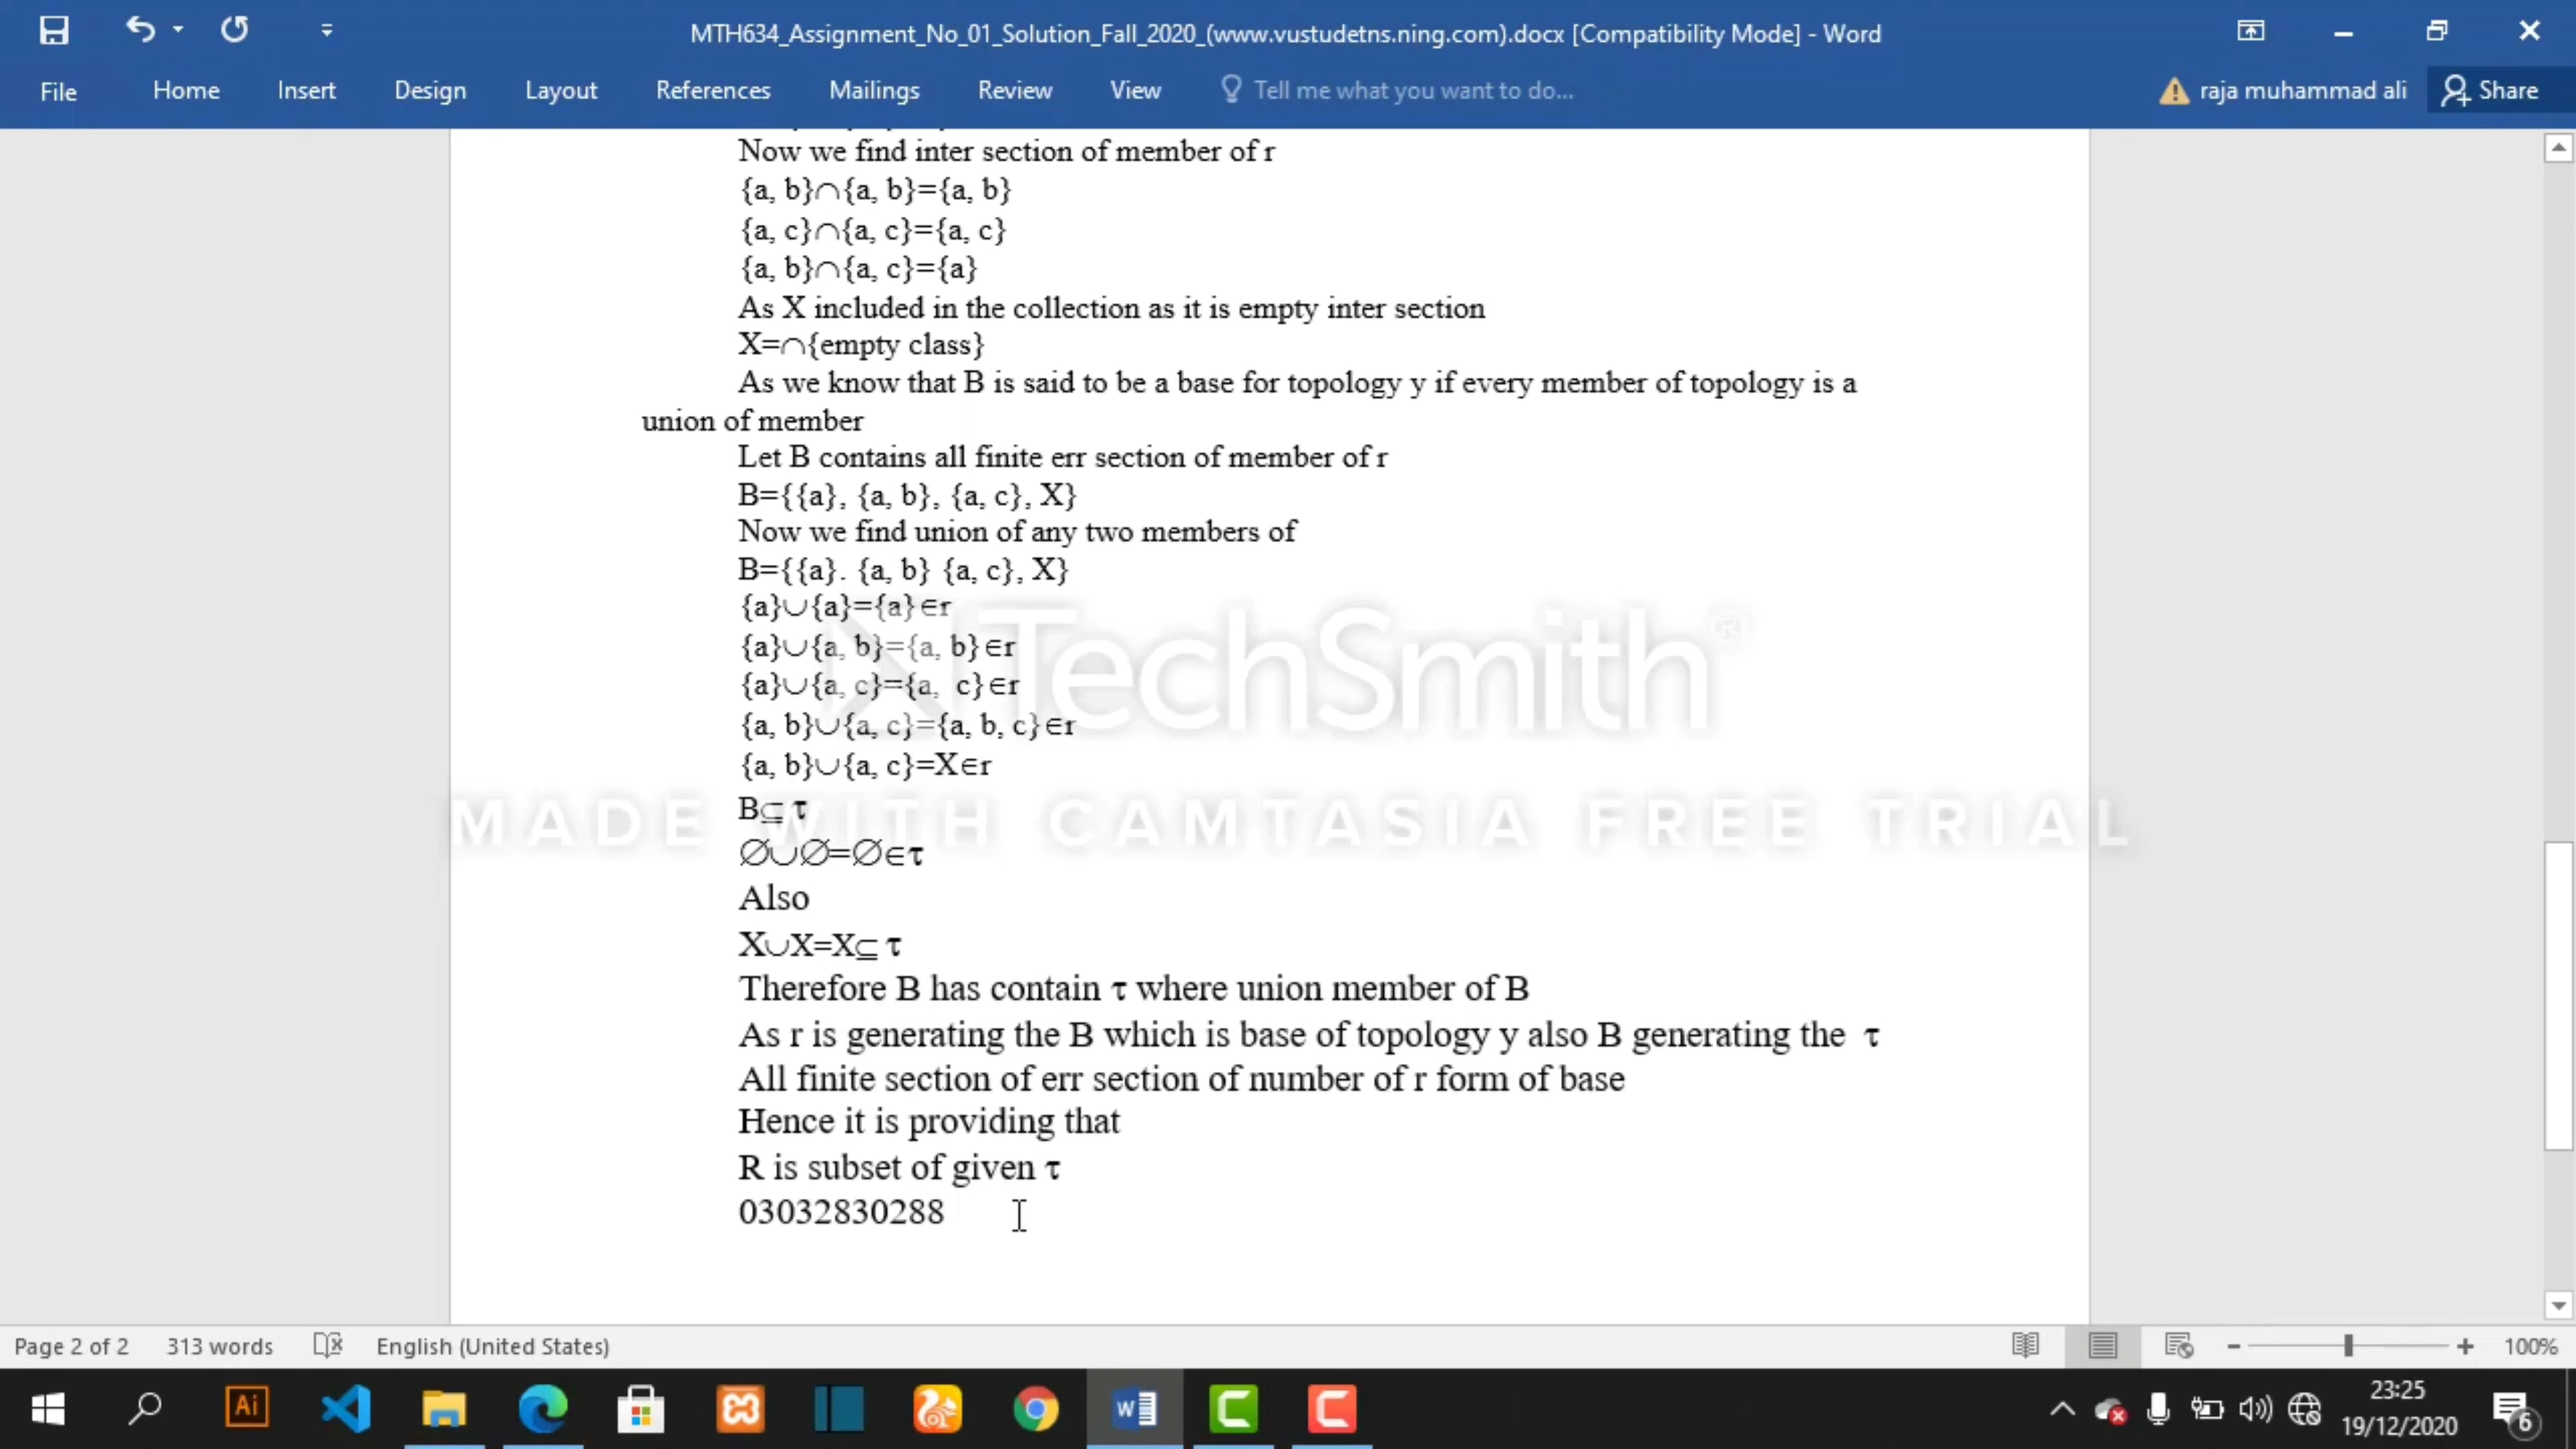 MTH634_Assignment_No_01_Solution_Fall_2020_(www.vustudetns.ning.com).docx [Compatibility Mode] - Word
File Home Insert Design Layout References Mailings Review View Tell me what you want to do... raja muhammad ali Share
Now we find inter section of member of r
{a, b}∩{a, b}={a, b}
{a, c}∩{a, c}={a, c}
{a, b}∩{a, c}={a}
As X included in the collection as it is empty inter section
X=∩{empty class}
As we know that B is said to be a base for topology y if every member of topology is a
union of member
Let B contains all finite err section of member of r
B={{a}, {a, b}, {a, c}, X}
Now we find union of any two members of
B={{a}. {a, b} {a, c}, X}
{a}∪{a}={a}∈r
{a}∪{a, b}={a, b}∈r
{a}∪{a, c}={a, c}∈r
{a, b}∪{a, c}={a, b, c}∈r
{a, b}∪{a, c}=X∈r
TechSmith®
B⊆ τ
MADE WITH CAMTASIA FREE TRIAL
∅∪∅=∅∈τ
Also
X∪X=X⊆ τ
Therefore B has contain τ where union member of B
As r is generating the B which is base of topology y also B generating the τ
All finite section of err section of number of r form of base
Hence it is providing that
R is subset of given τ
03032830288
Page 2 of 2 313 words English (United States) 100%
Ai W 23:25
19/12/2020 6